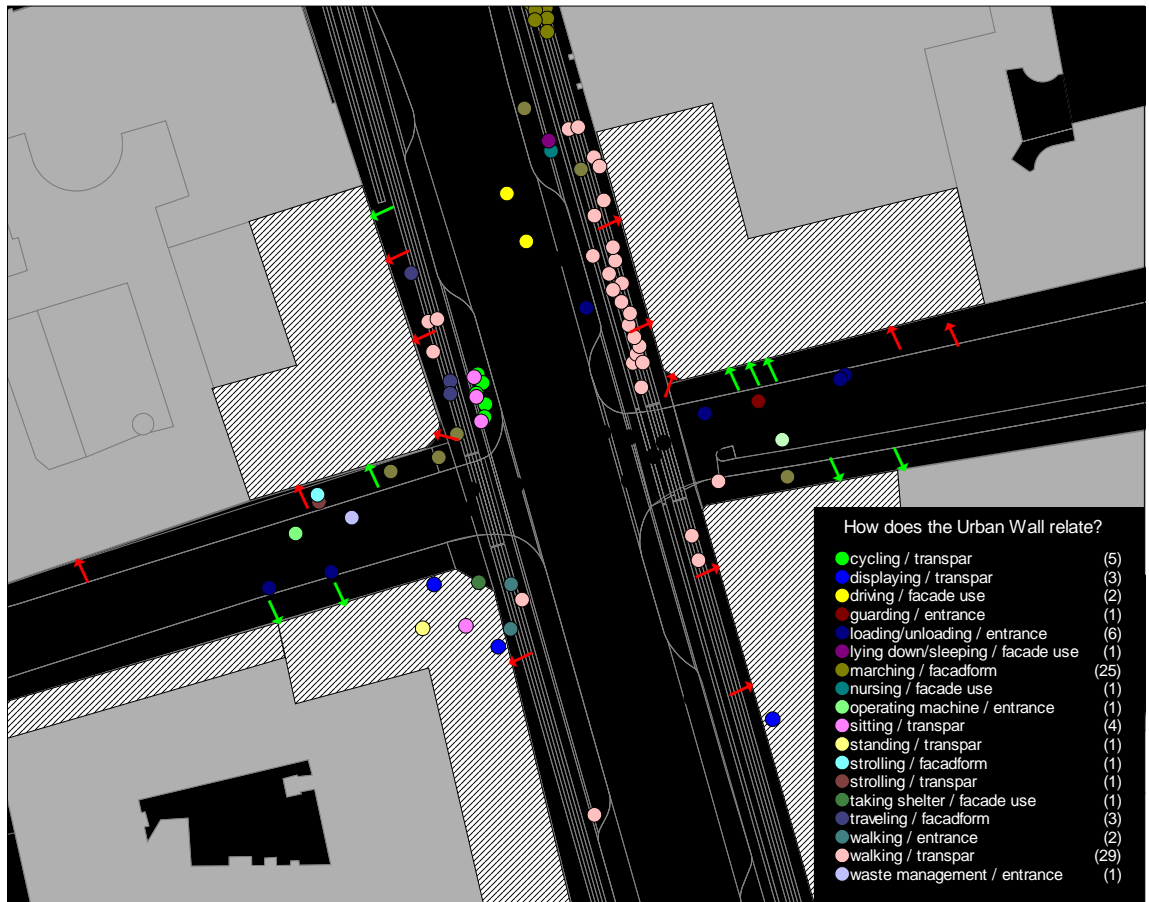 How does the Urban Wall relate?
cycling / transpar (5)
displaying / transpar (3)
driving / facade use (2)
guarding / entrance (1)
loading/unloading / entrance (6)
lying down/sleeping / facade use (1)
marching / facadform (25)
nursing / facade use (1)
operating machine / entrance (1)
sitting / transpar (4)
standing / transpar (1)
strolling / facadform (1)
strolling / transpar (1)
taking shelter / facade use (1)
traveling / facadform (3)
walking / entrance (2)
walking / transpar (29)
waste management / entrance (1)